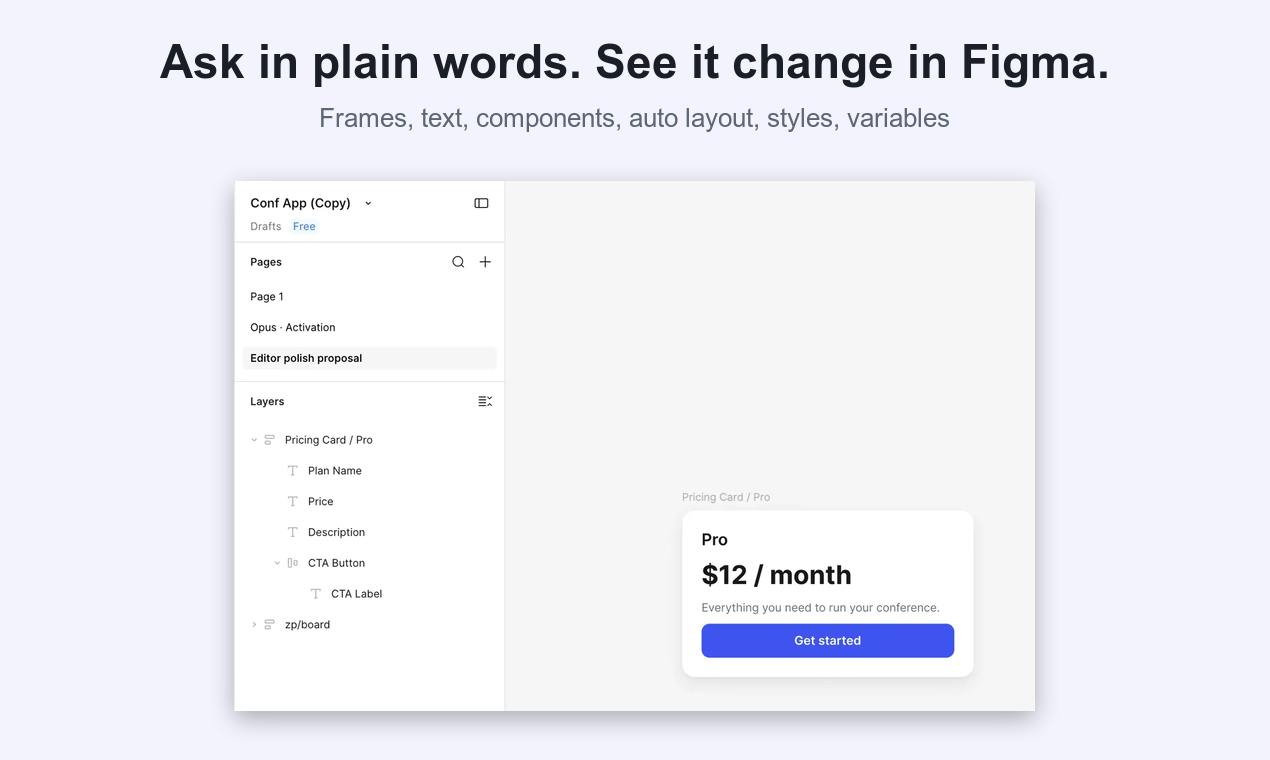 Ask in plain words. See it change in Figma.
Frames, text, components, auto layout, styles, variables
Conf App (Copy)
Drafts Free
Pages
Page 1
Opus · Activation
Editor polish proposal
Layers
Pricing Card / Pro
Plan Name
Price
Description
CTA Button
CTA Label
zp/board
Pricing Card / Pro
Pro
$12 / month
Everything you need to run your conference.
Get started